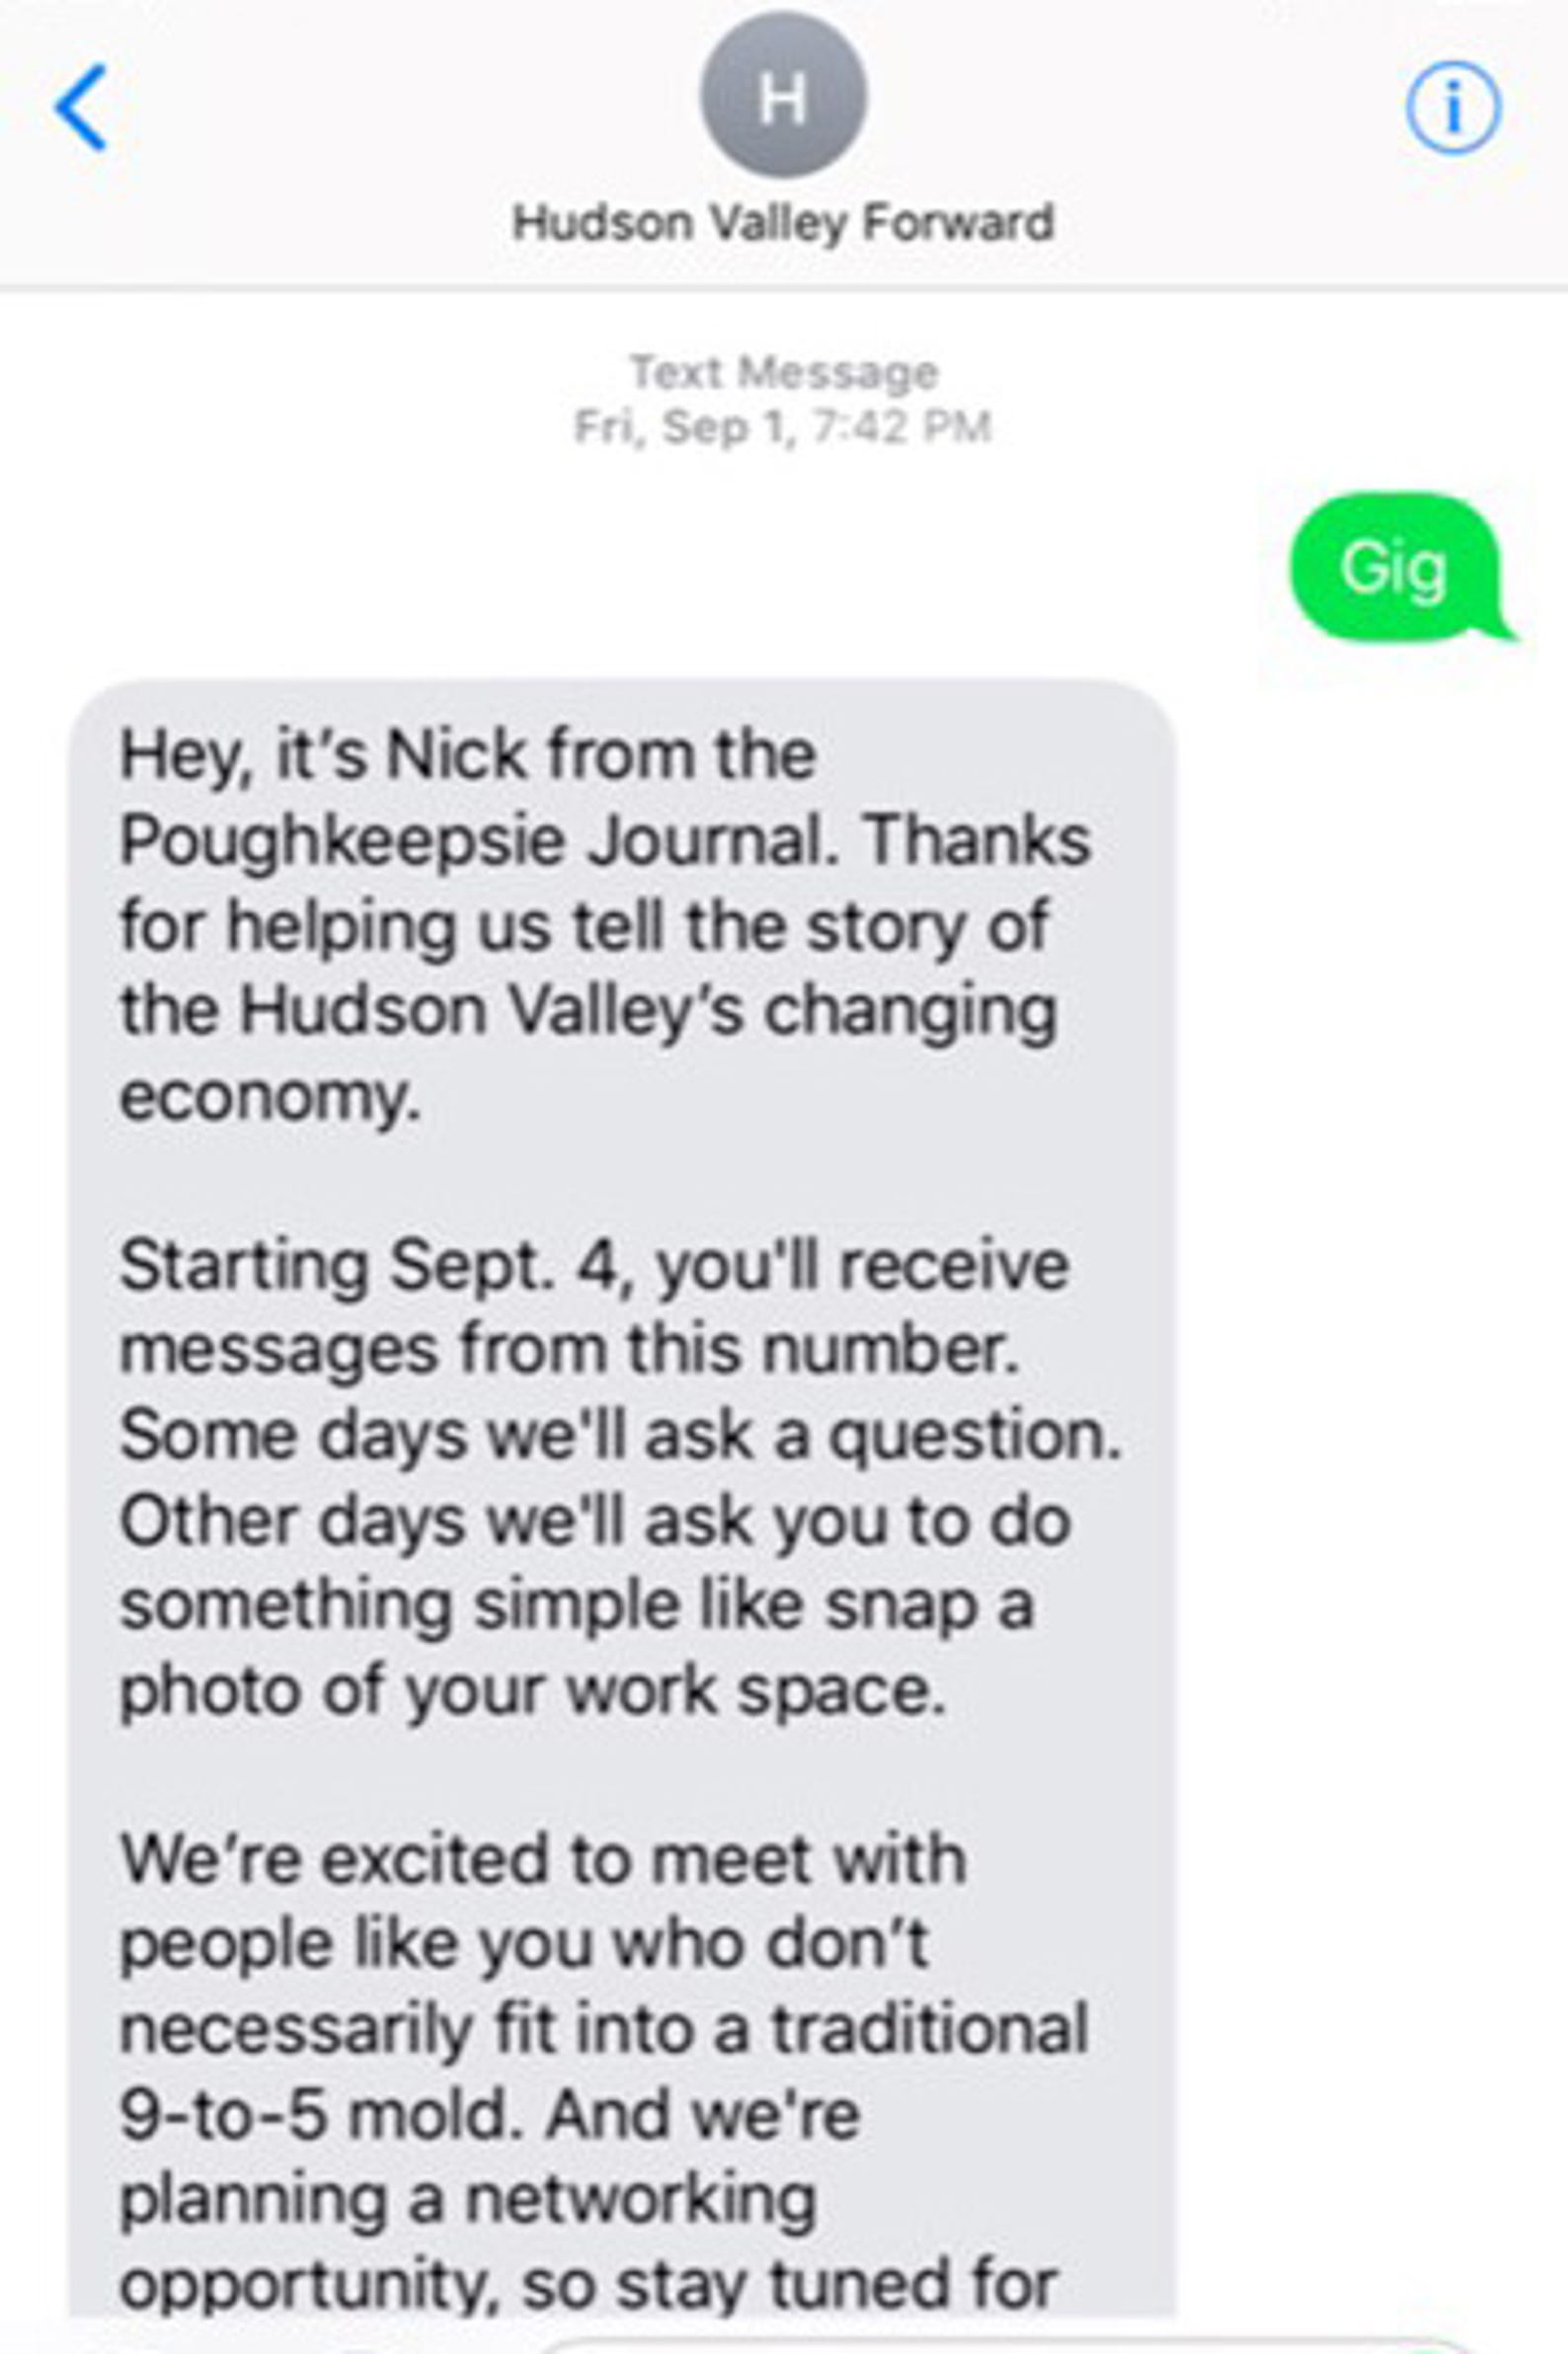 H
Hudson Valley Forward
Text Message
Fri, Sep 1, 7:42 PM
Gig
Hey, it’s Nick from the
Poughkeepsie Journal. Thanks
for helping us tell the story of
the Hudson Valley’s changing
economy.
Starting Sept. 4, you'll receive
messages from this number.
Some days we'll ask a question.
Other days we'll ask you to do
something simple like snap a
photo of your work space.
We’re excited to meet with
people like you who don’t
necessarily fit into a traditional
9-to-5 mold. And we're
planning a networking
opportunity, so stay tuned for